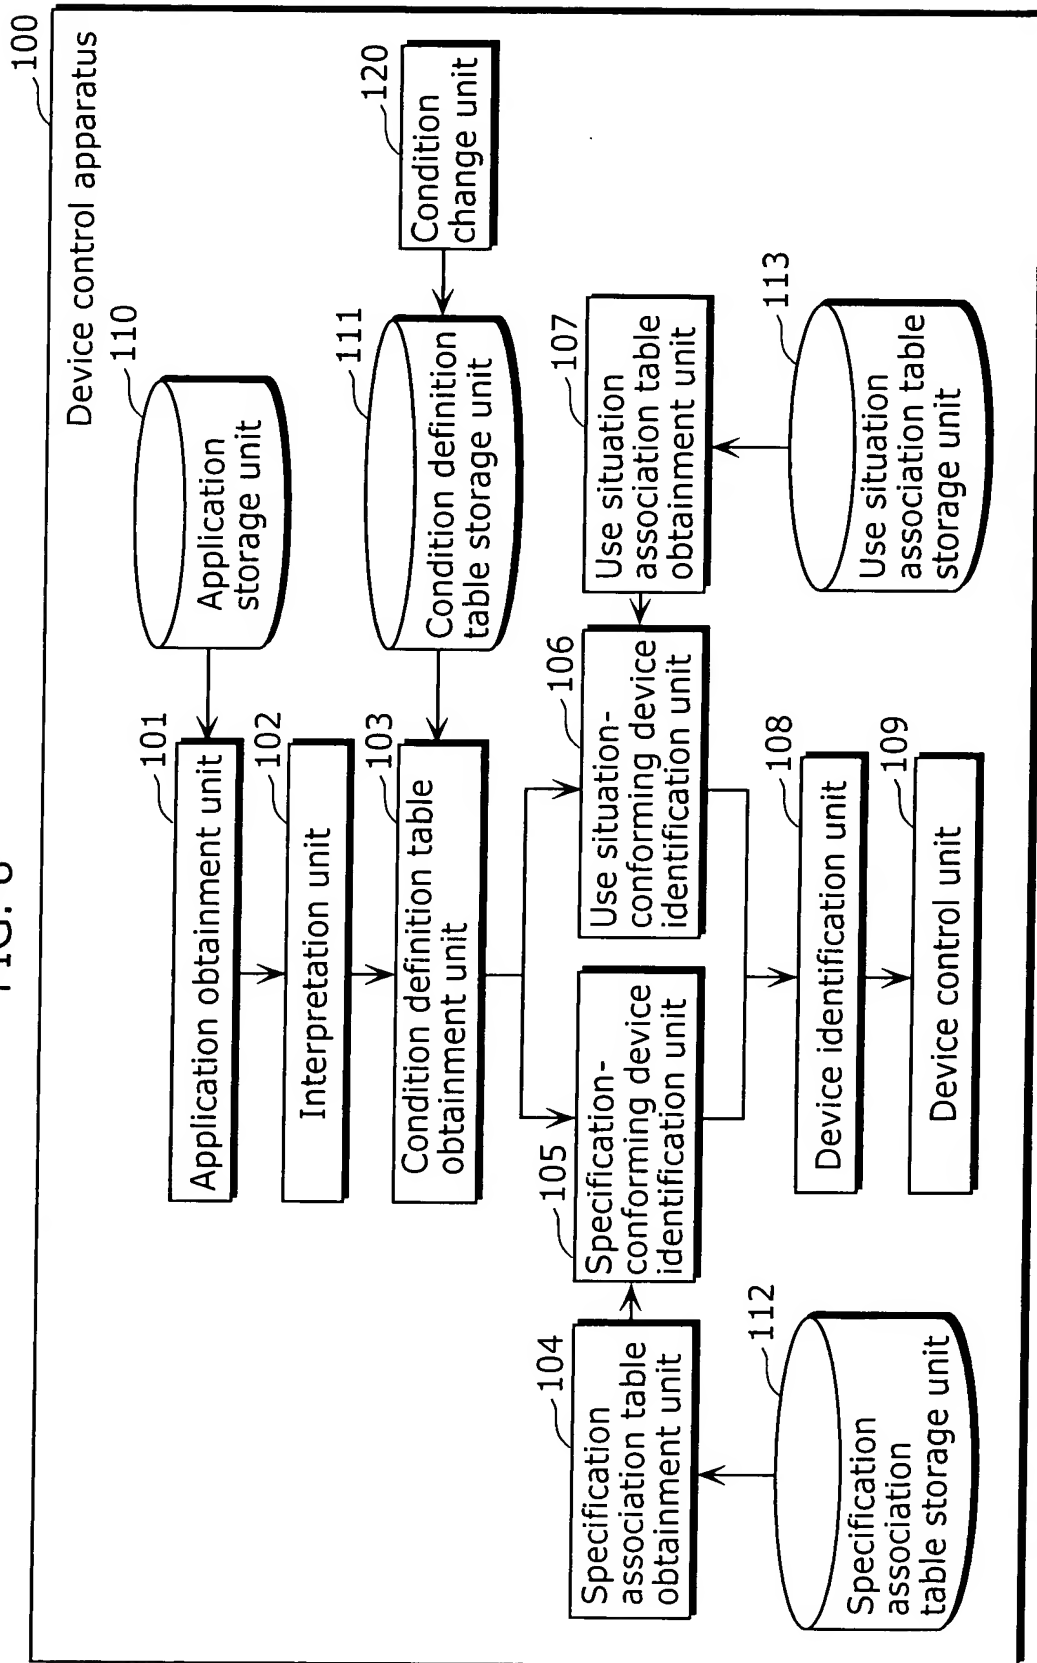 100
Device control apparatus
101
Application obtainment unit
110
Application
storage unit
102
Interpretation unit
103
Condition definition table
obtainment unit
111
Condition definition
table storage unit
120
Condition
change unit
104
Specification
association table
obtainment unit
105
Specification-
conforming device
identification unit
106
Use situation-
conforming device
identification unit
107
Use situation
association table
obtainment unit
112
Specification
association
table storage unit
108
Device identification unit
113
Use situation
association table
storage unit
109
Device control unit